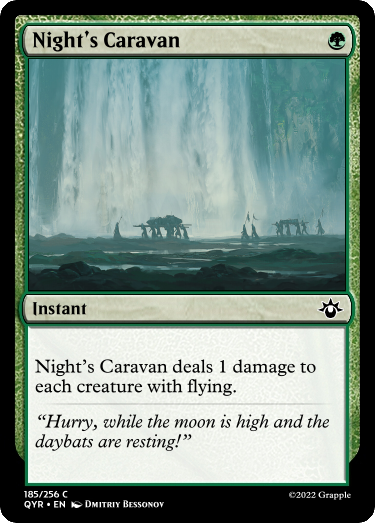 Night's Caravan
Instant
Night's Caravan deals 1 damage to
each creature with flying.
“Hurry, while the moon is high and the
daybats are resting!”
185/256 C
QYR • EN Dmitriy Bessonov
©2022 Grapple